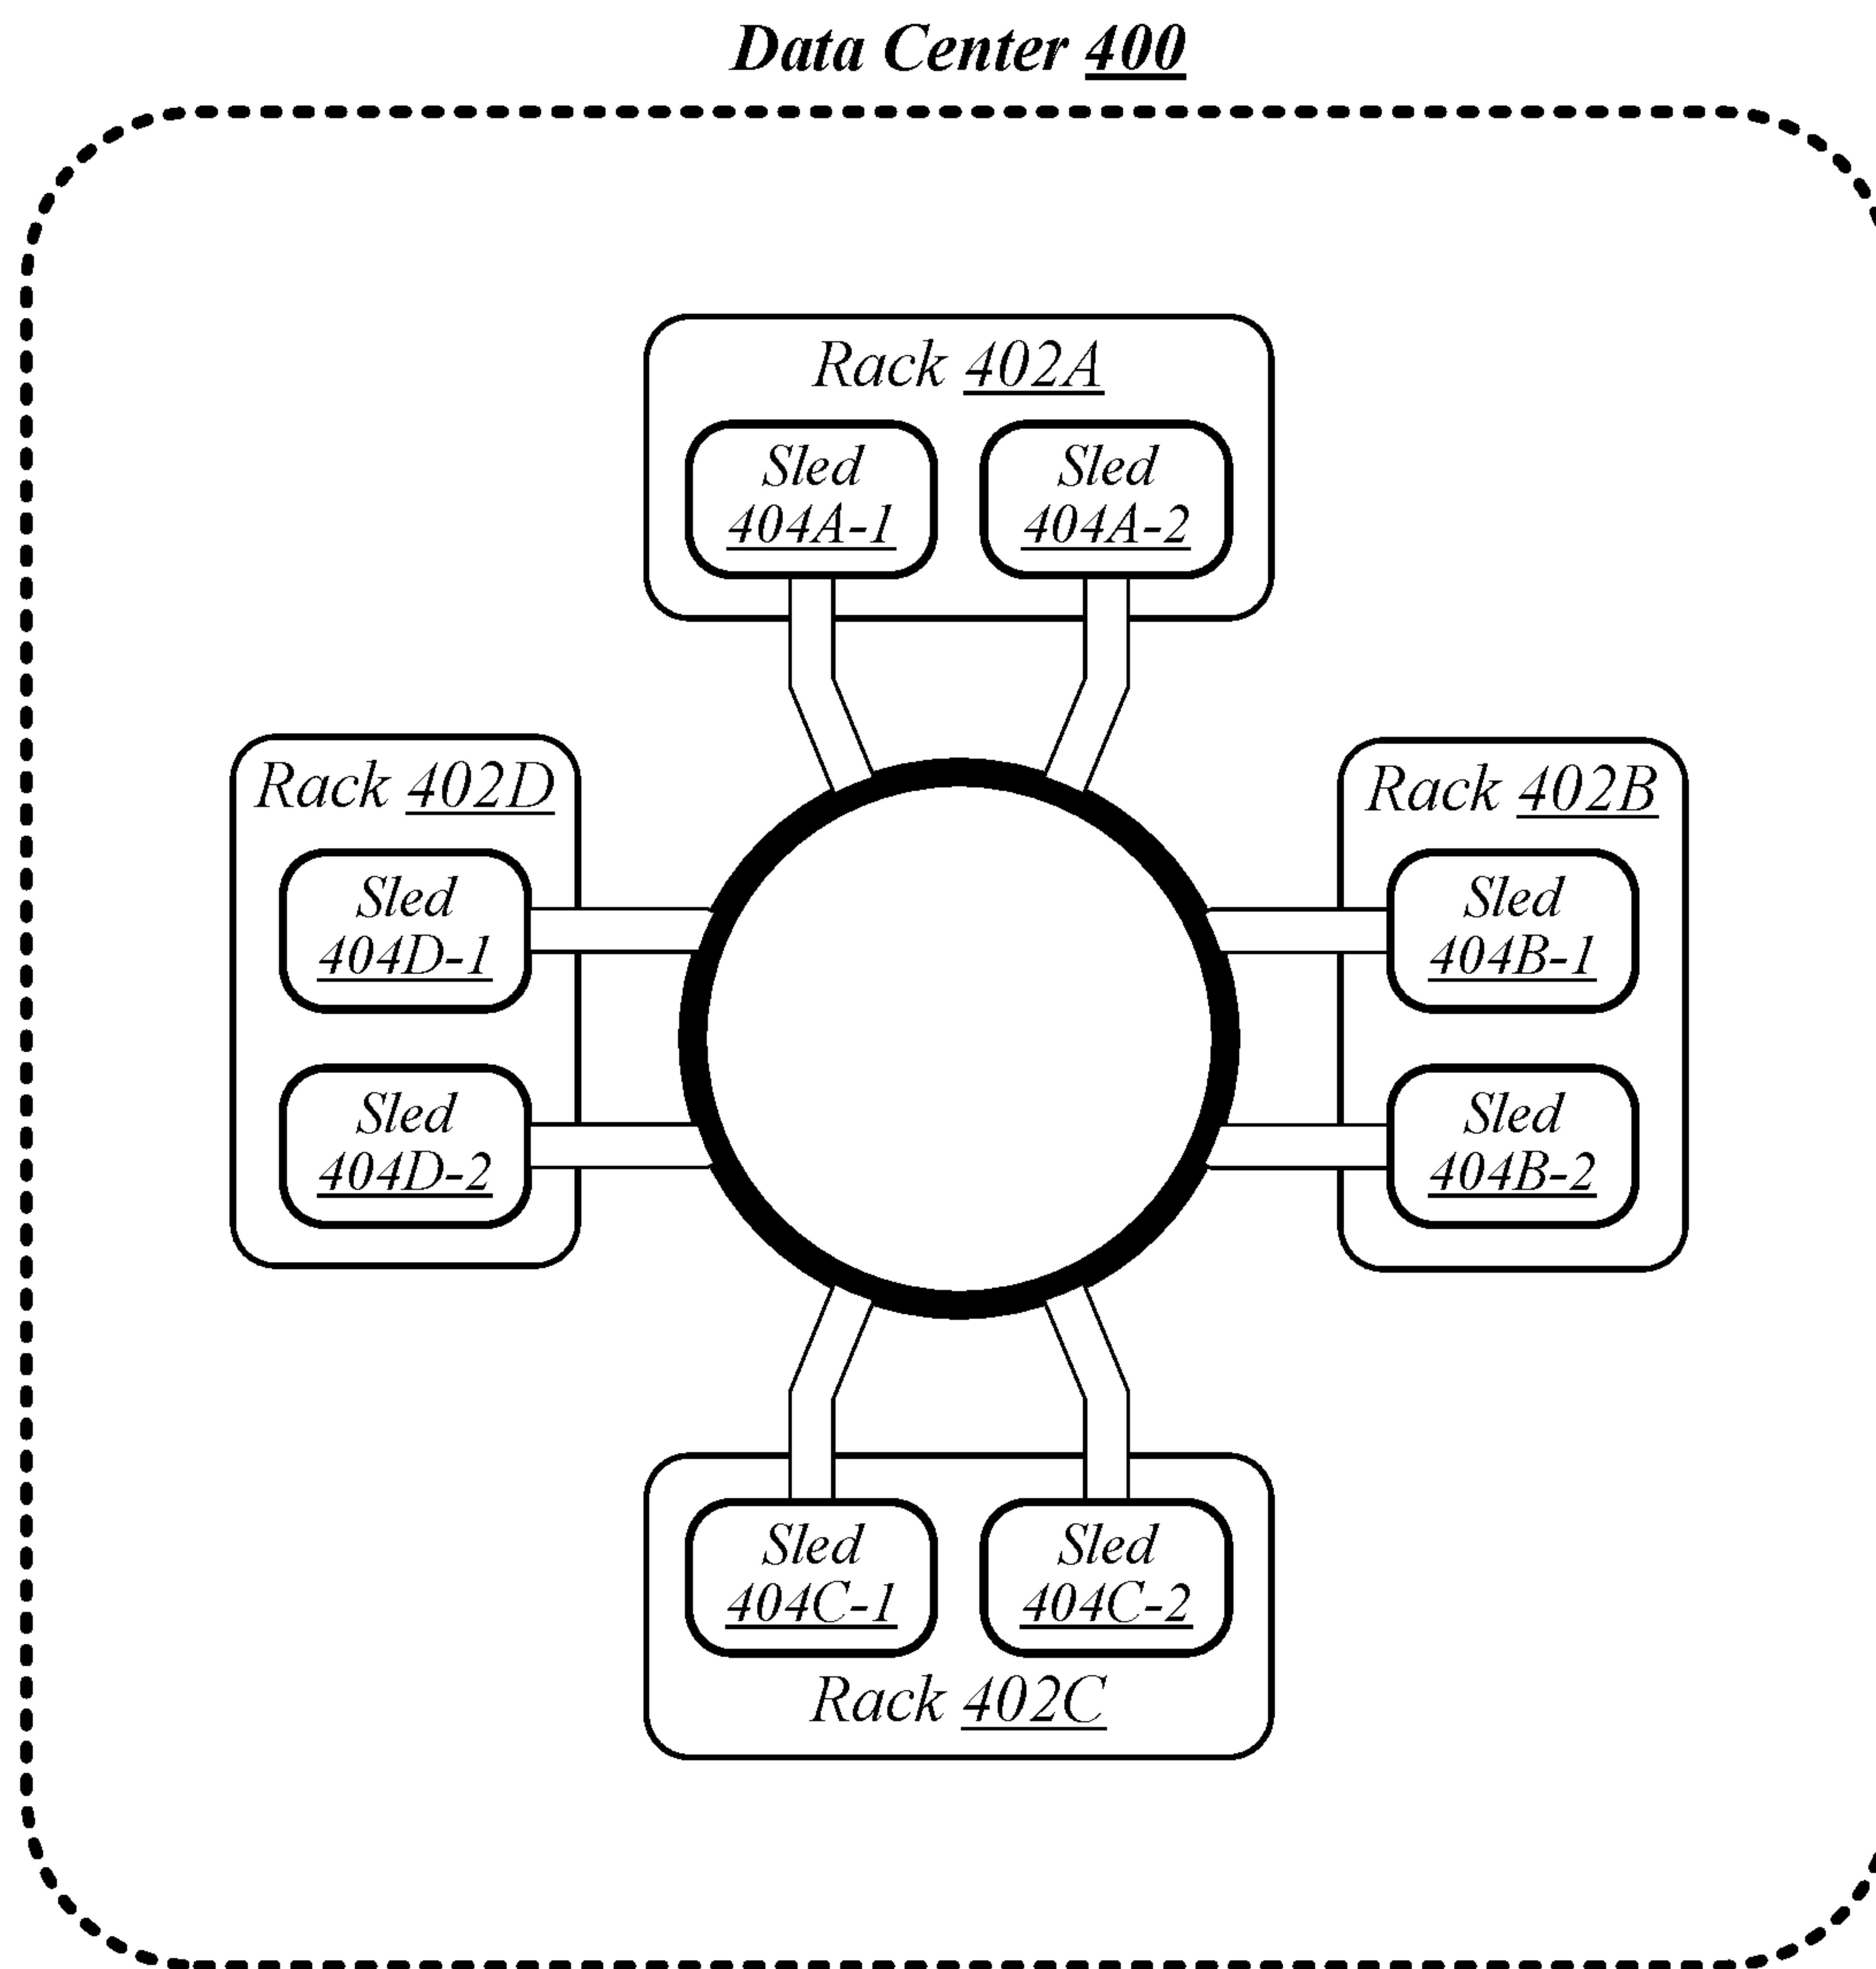 Data Center 400
Rack 402A
Sled
404A-1
Sled
404A-2
Rack 402D
Sled
404D-1
Sled
404D-2
Rack 402B
Sled
404B-1
Sled
404B-2
Sled
404C-1
Sled
404C-2
Rack 402C